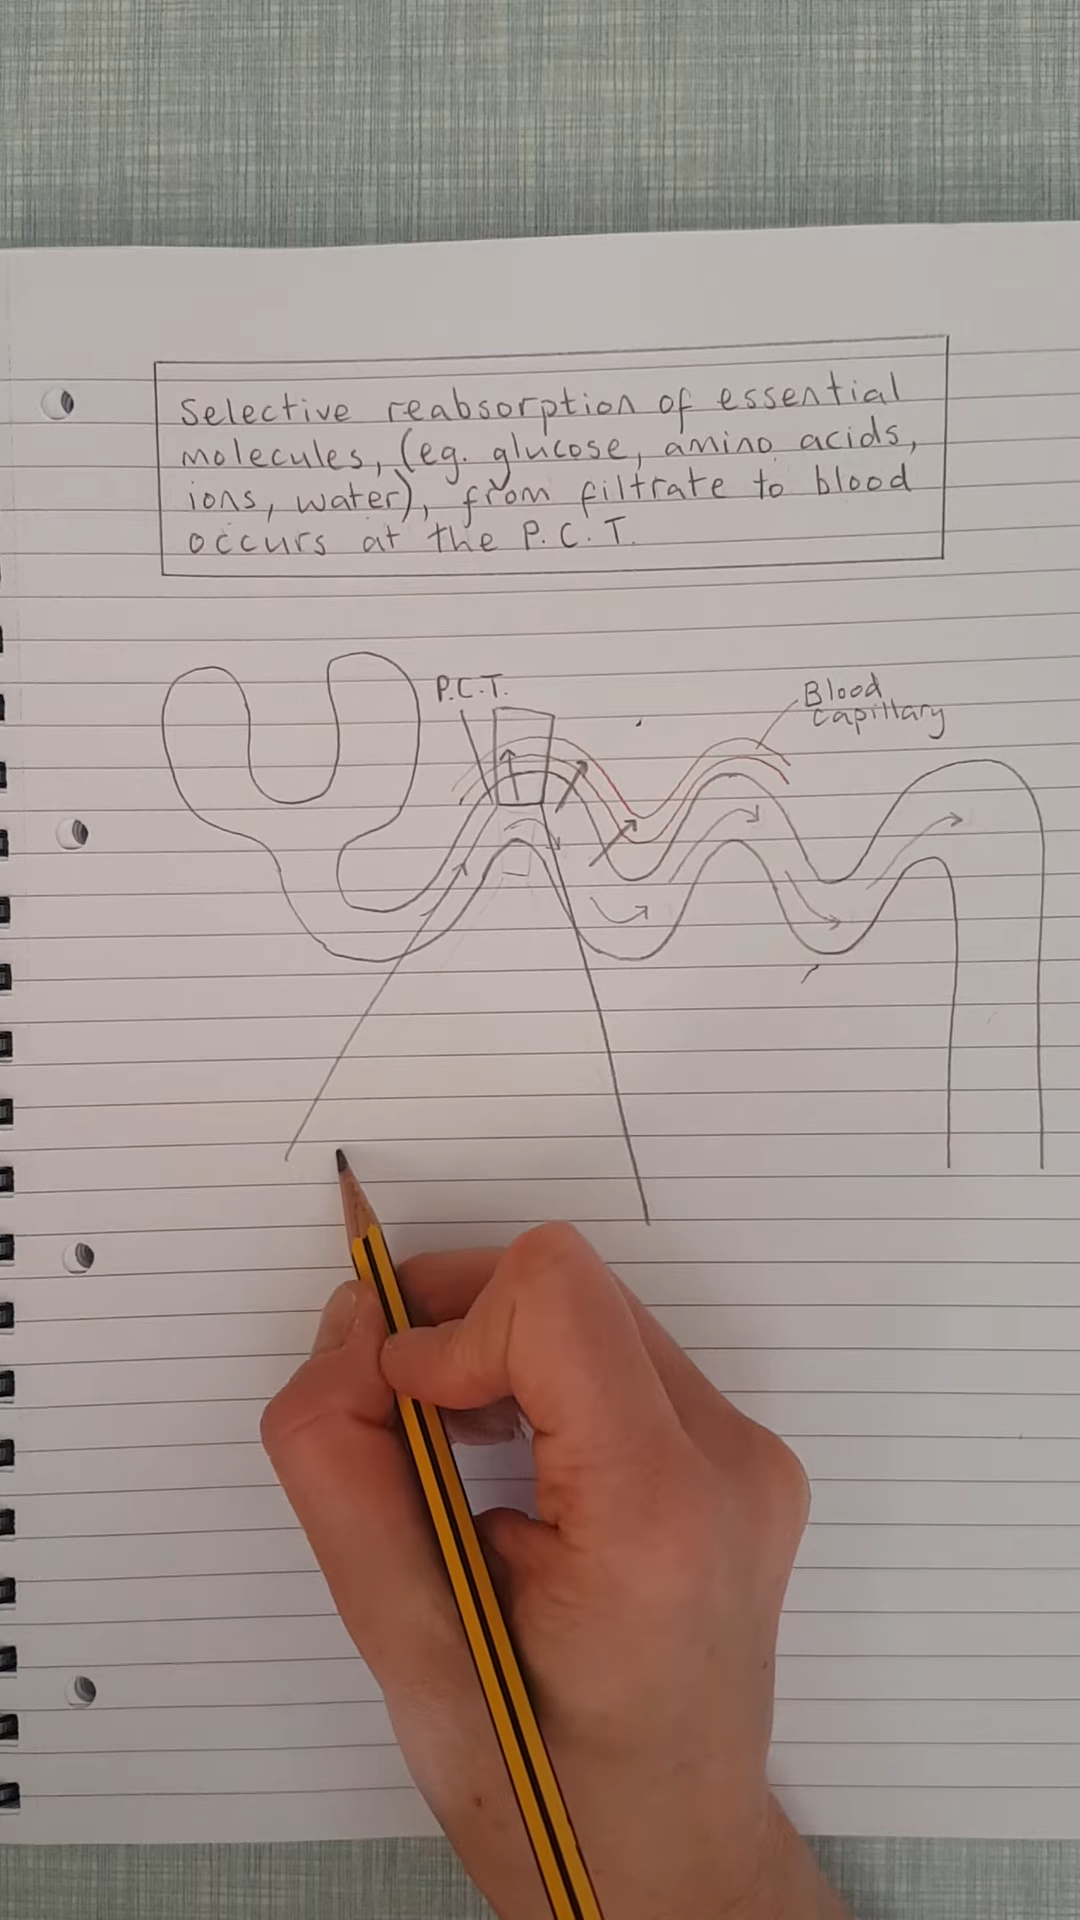 Selective reabsorption of essential
molecules, (eg. glucose, amino acids,
ions, water), from filtrate to blood
occurs at the P.C.T.
P.C.T.
Blood
capillary